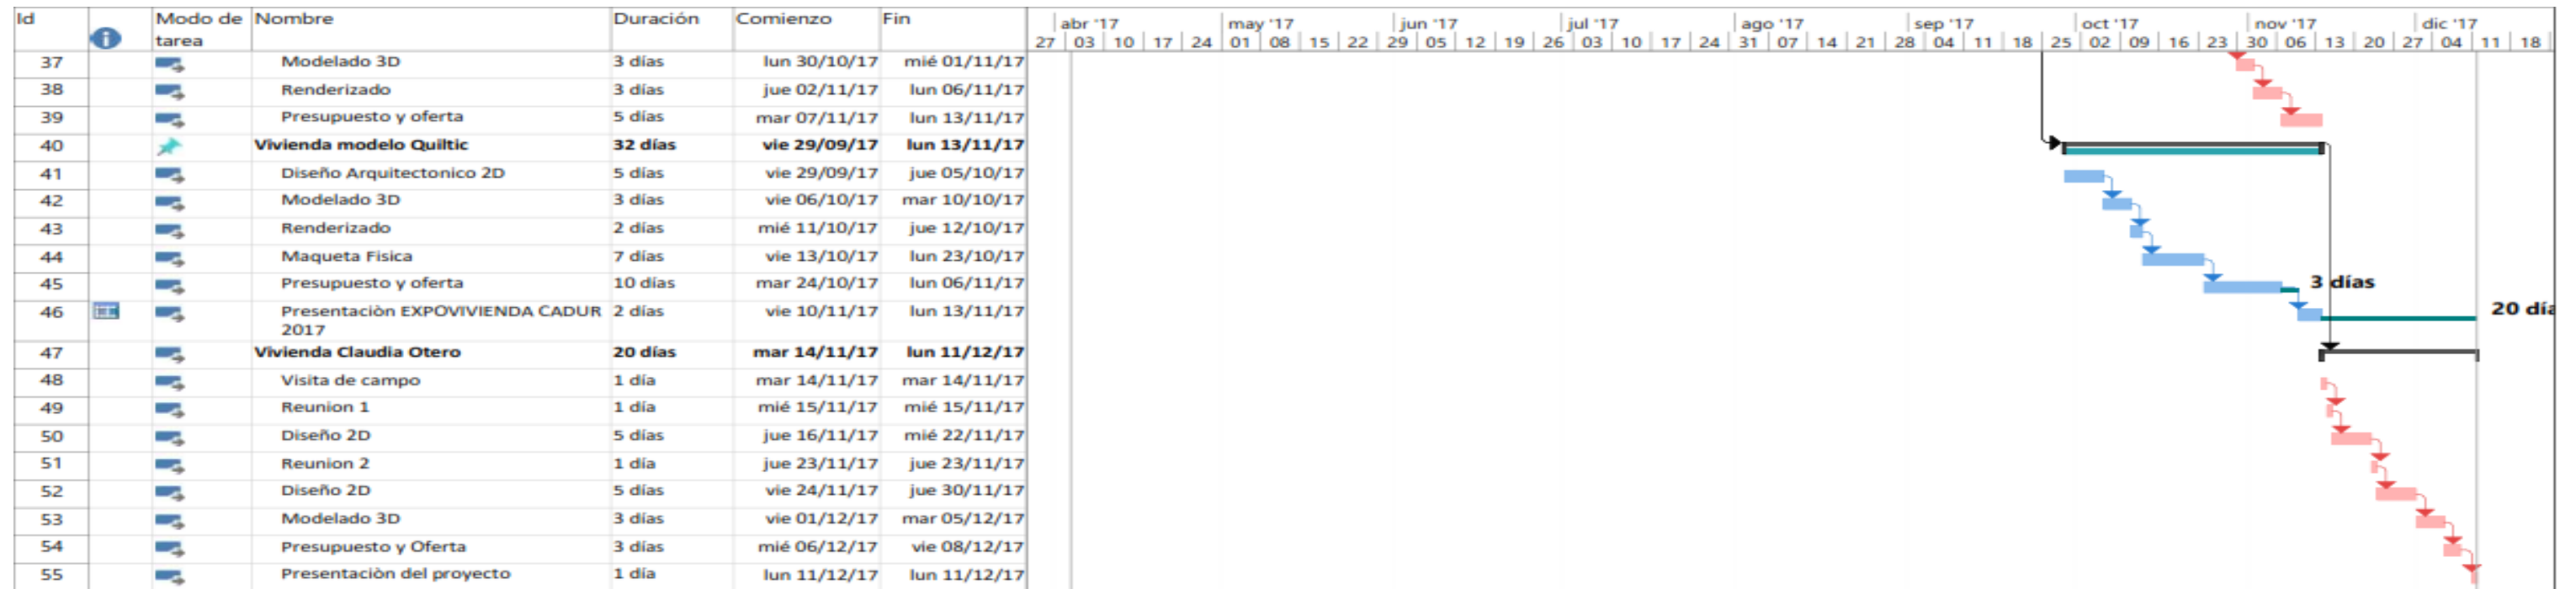 Id Modo de Nombre Duración Comienzo Fin
tarea
abr '17 may '17 jun '17 jul '17 ago '17 sep '17 oct '17 nov '17 dic '17
27 03 10 17 24 01 08 15 22 29 05 12 19 26 03 10 17 24 31 07 14 21 28 04 11 18 25 02 09 16 23 30 06 13 20 27 04 11 18
37 Modelado 3D 3 días lun 30/10/17 mié 01/11/17
38 Renderizado 3 días jue 02/11/17 lun 06/11/17
39 Presupuesto y oferta 5 días mar 07/11/17 lun 13/11/17
40 Vivienda modelo Quiltic 32 días vie 29/09/17 lun 13/11/17
41 Diseño Arquitectonico 2D 5 días vie 29/09/17 jue 05/10/17
42 Modelado 3D 3 días vie 06/10/17 mar 10/10/17
43 Renderizado 2 días mié 11/10/17 jue 12/10/17
44 Maqueta Fisica 7 días vie 13/10/17 lun 23/10/17
45 Presupuesto y oferta 10 días mar 24/10/17 lun 06/11/17 3 días
46 Presentaciòn EXPOVIVIENDA CADUR 2 días vie 10/11/17 lun 13/11/17 20 día
2017
47 Vivienda Claudia Otero 20 días mar 14/11/17 lun 11/12/17
48 Visita de campo 1 día mar 14/11/17 mar 14/11/17
49 Reunion 1 1 día mié 15/11/17 mié 15/11/17
50 Diseño 2D 5 días jue 16/11/17 mié 22/11/17
51 Reunion 2 1 día jue 23/11/17 jue 23/11/17
52 Diseño 2D 5 días vie 24/11/17 jue 30/11/17
53 Modelado 3D 3 días vie 01/12/17 mar 05/12/17
54 Presupuesto y Oferta 3 días mié 06/12/17 vie 08/12/17
55 Presentaciòn del proyecto 1 día lun 11/12/17 lun 11/12/17